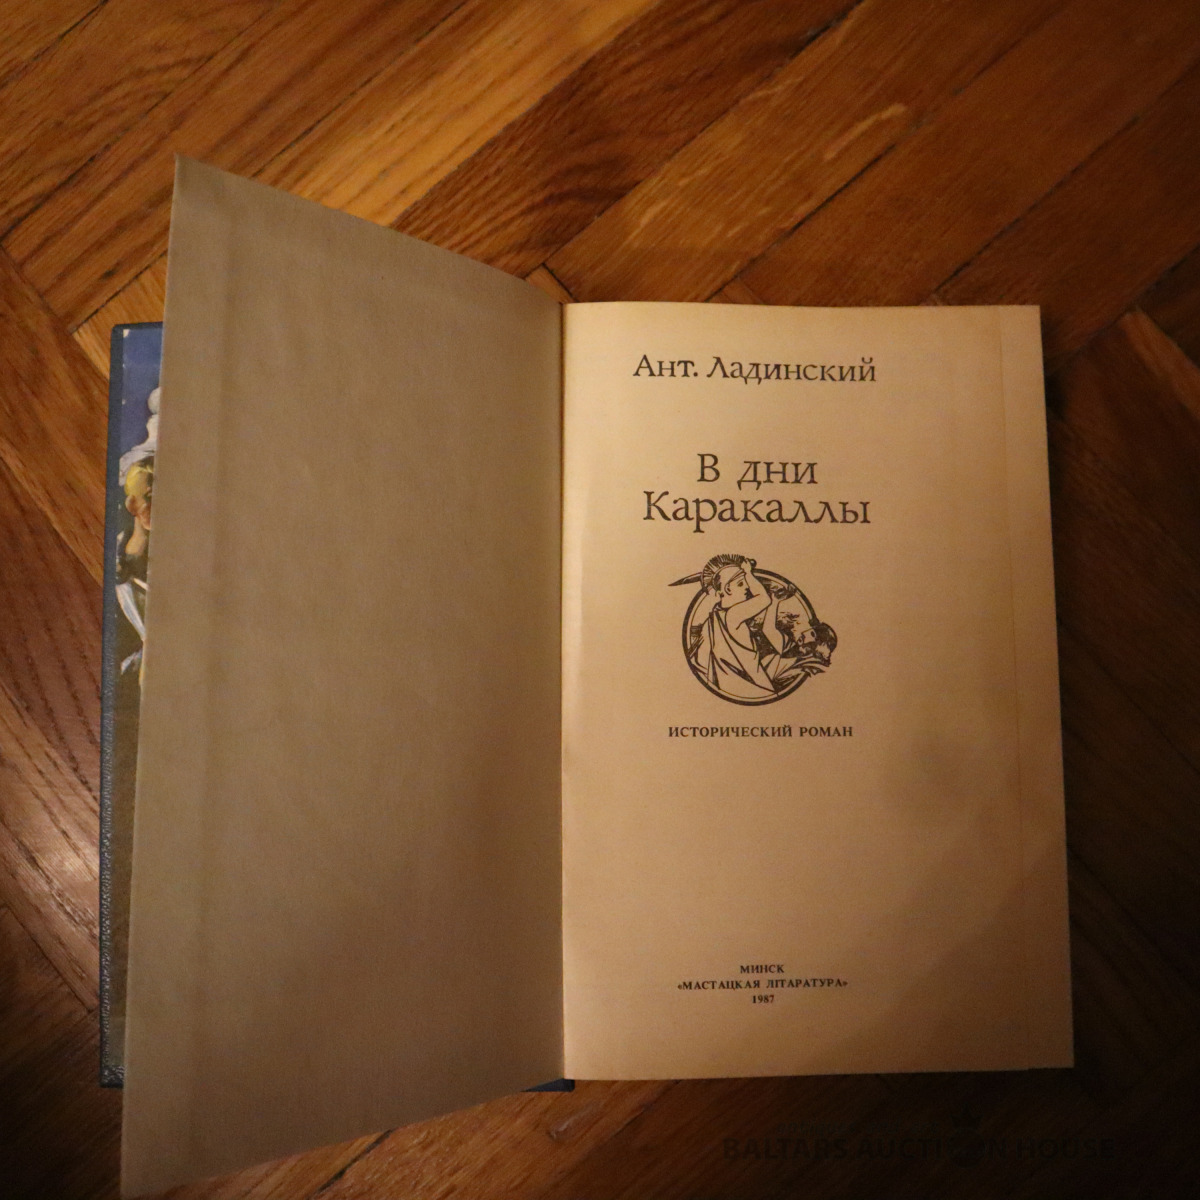 Ант. Ладинский
В дни
Каракаллы
ИСТОРИЧЕСКИЙ РОМАН
МИНСК
«МАСТАЦКАЯ ЛІТАРАТУРА»
1987
BALTARS AUCTION HOUSE